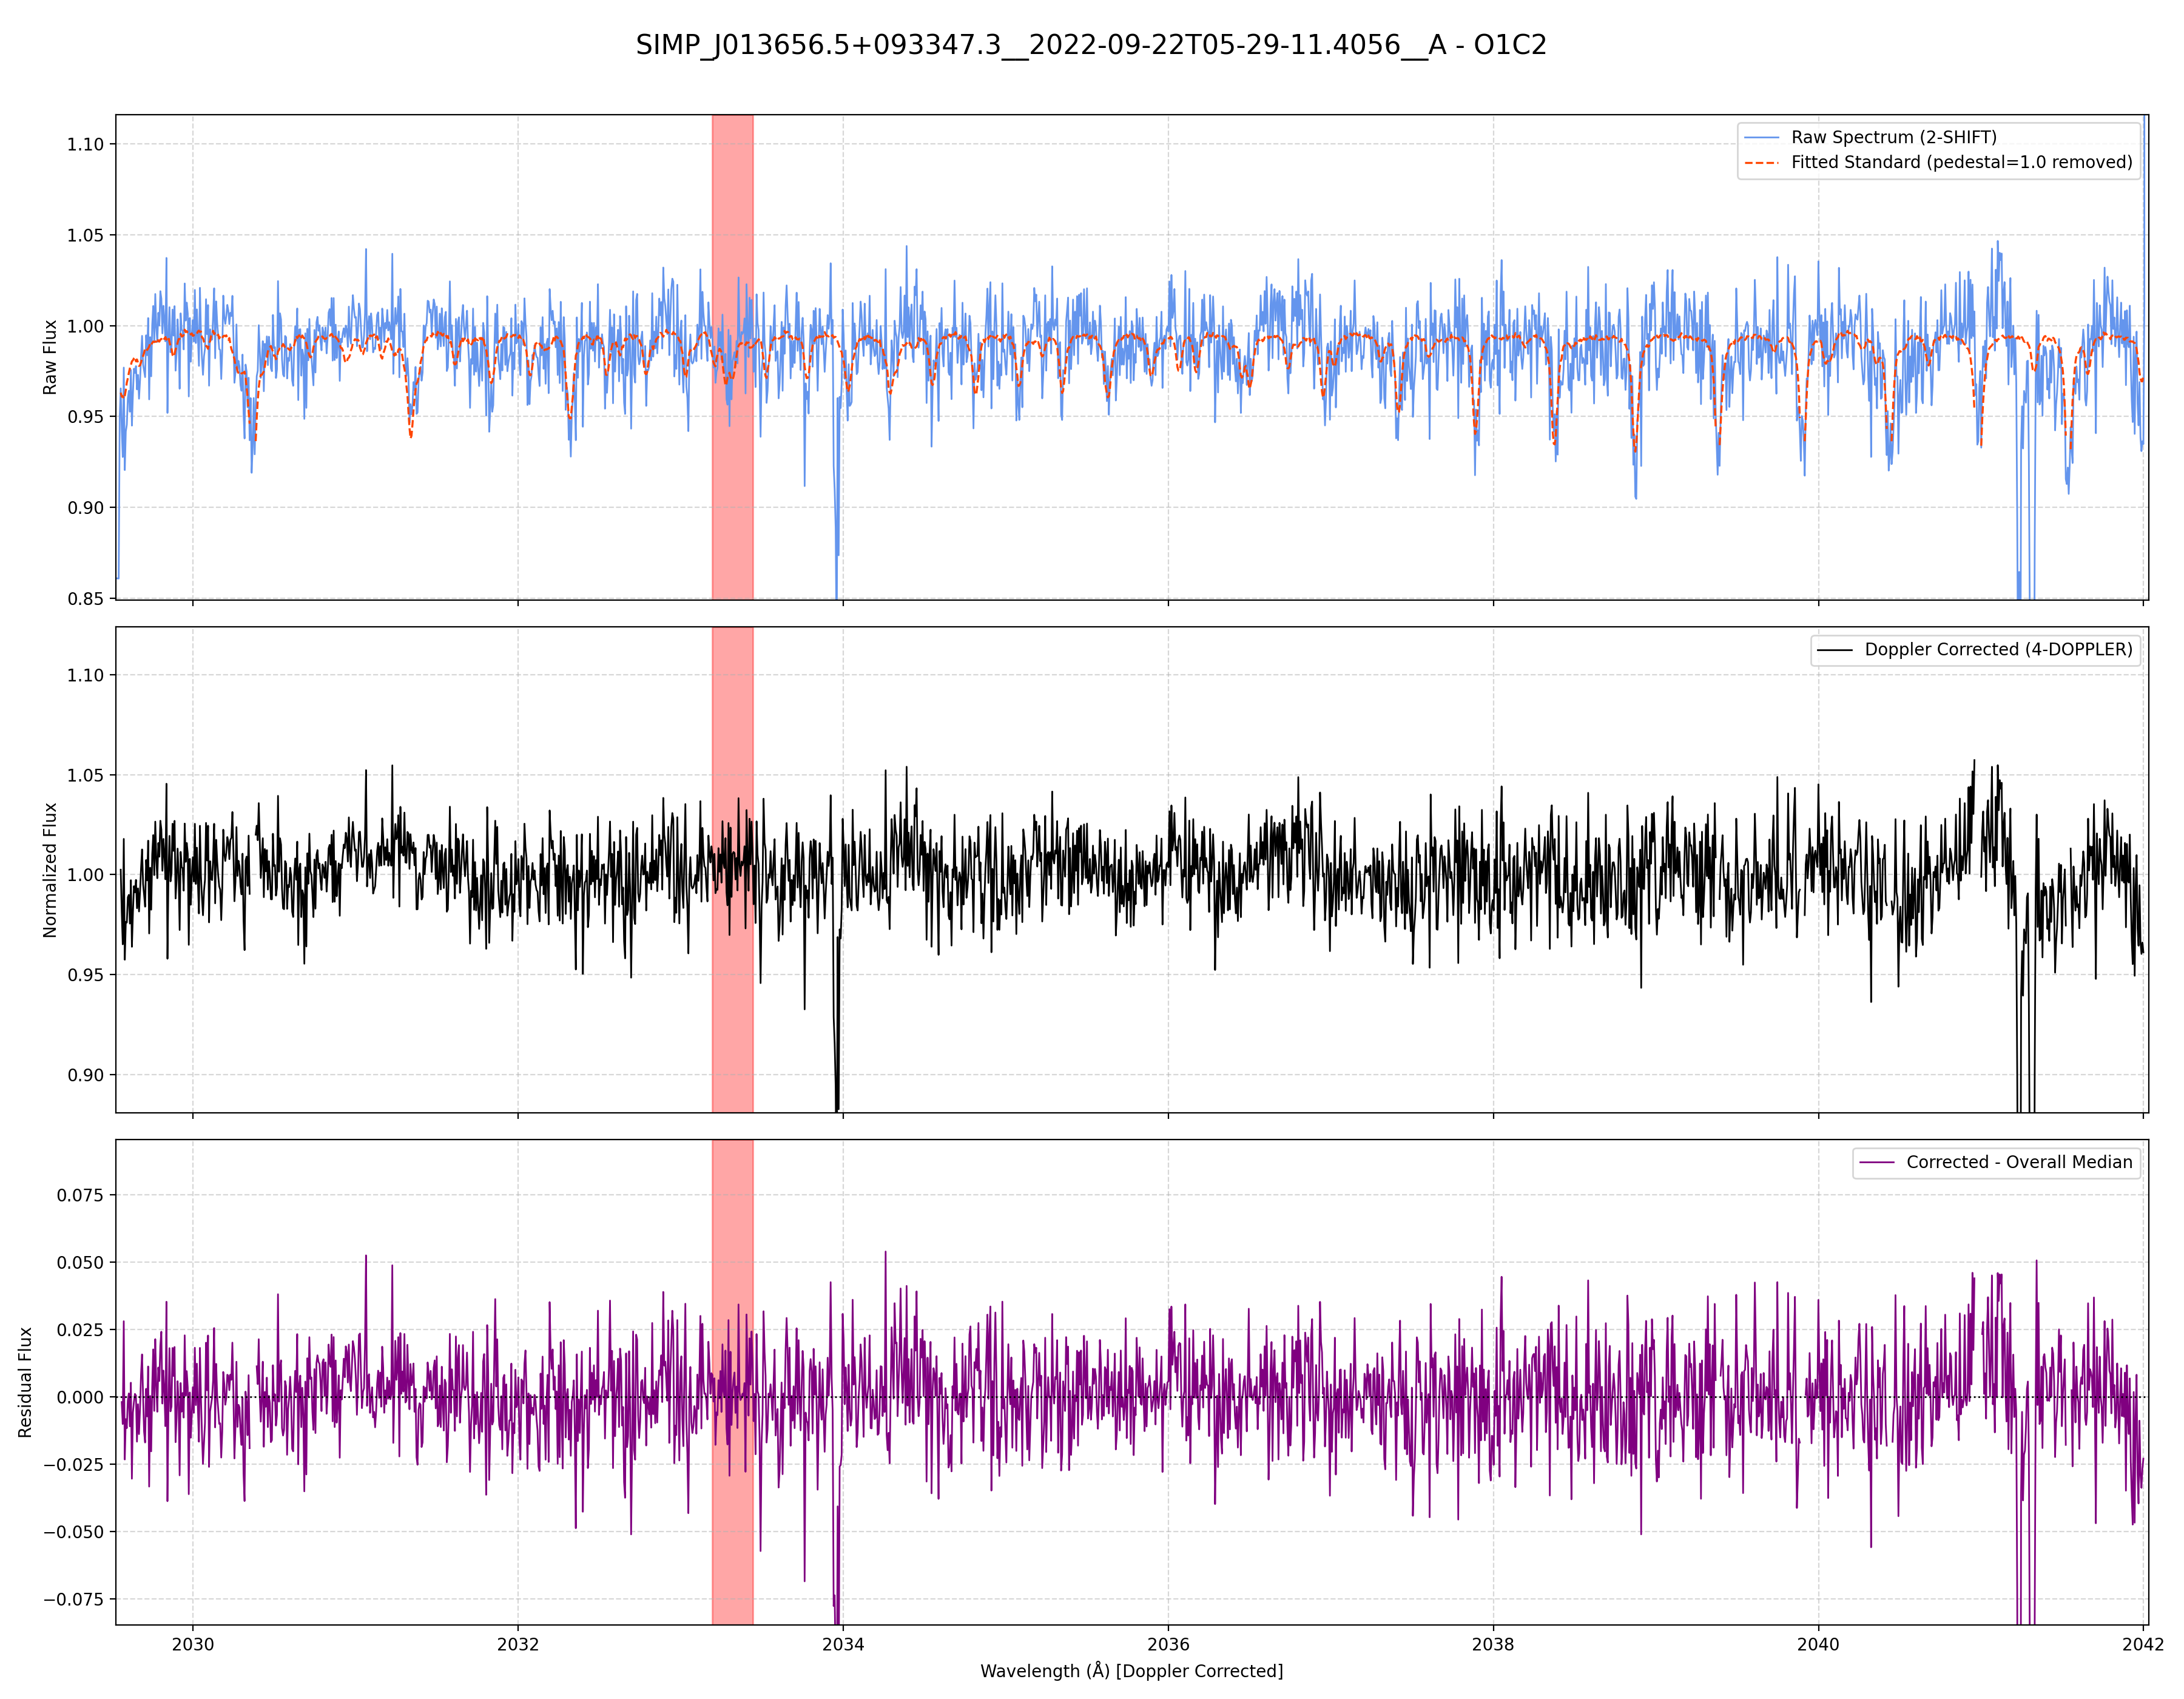 SIMP_J013656.5+093347.3__2022-09-22T05-29-11.4056__A - O1C2
Raw Spectrum (2-SHIFT)
Fitted Standard (pedestal=1.0 removed)
Raw Flux
1.10
1.05
1.00
0.95
0.90
0.85
Doppler Corrected (4-DOPPLER)
Normalized Flux
1.10
1.05
1.00
0.95
0.90
Corrected - Overall Median
Residual Flux
0.075
0.050
0.025
0.000
−0.025
−0.050
−0.075
2030 2032 2034 2036 2038 2040 2042
Wavelength (Å) [Doppler Corrected]